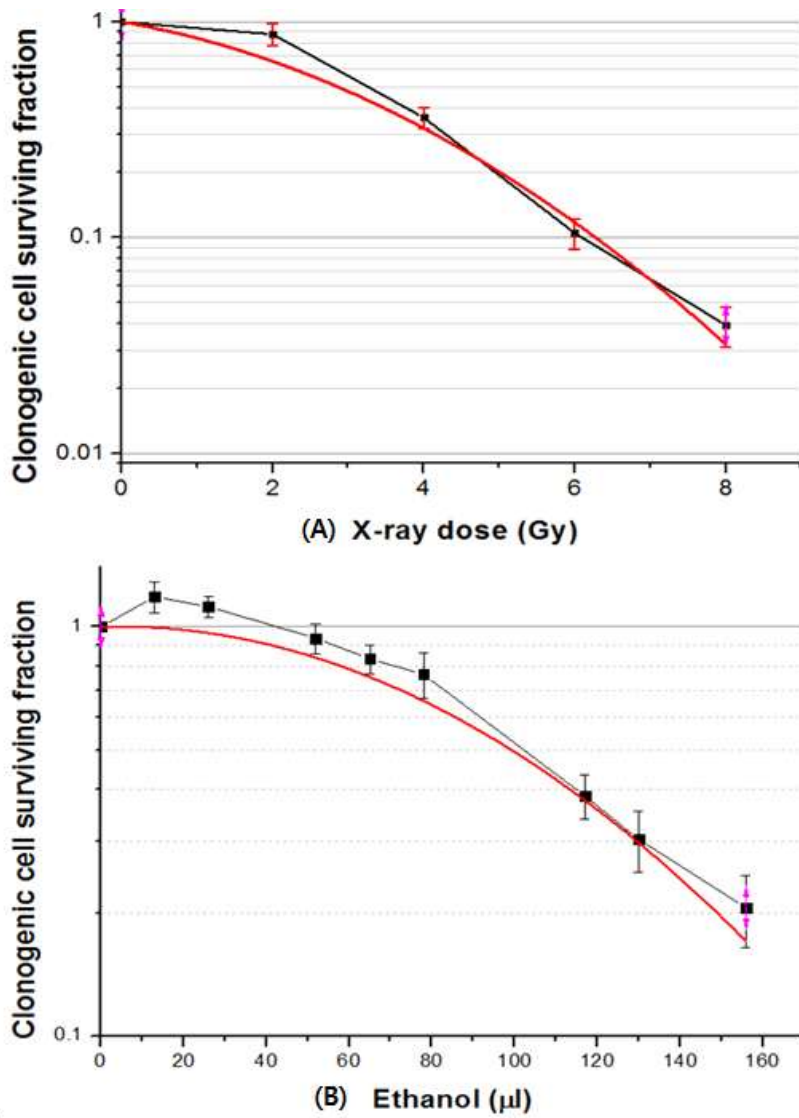 Clonogenic cell surviving fraction
1
0.1
0.01
0 2 4 6 8
(A) X-ray dose (Gy)
Clonogenic cell surviving fraction
1
0.1
0 20 40 60 80 100 120 140 160
(B) Ethanol (µl)